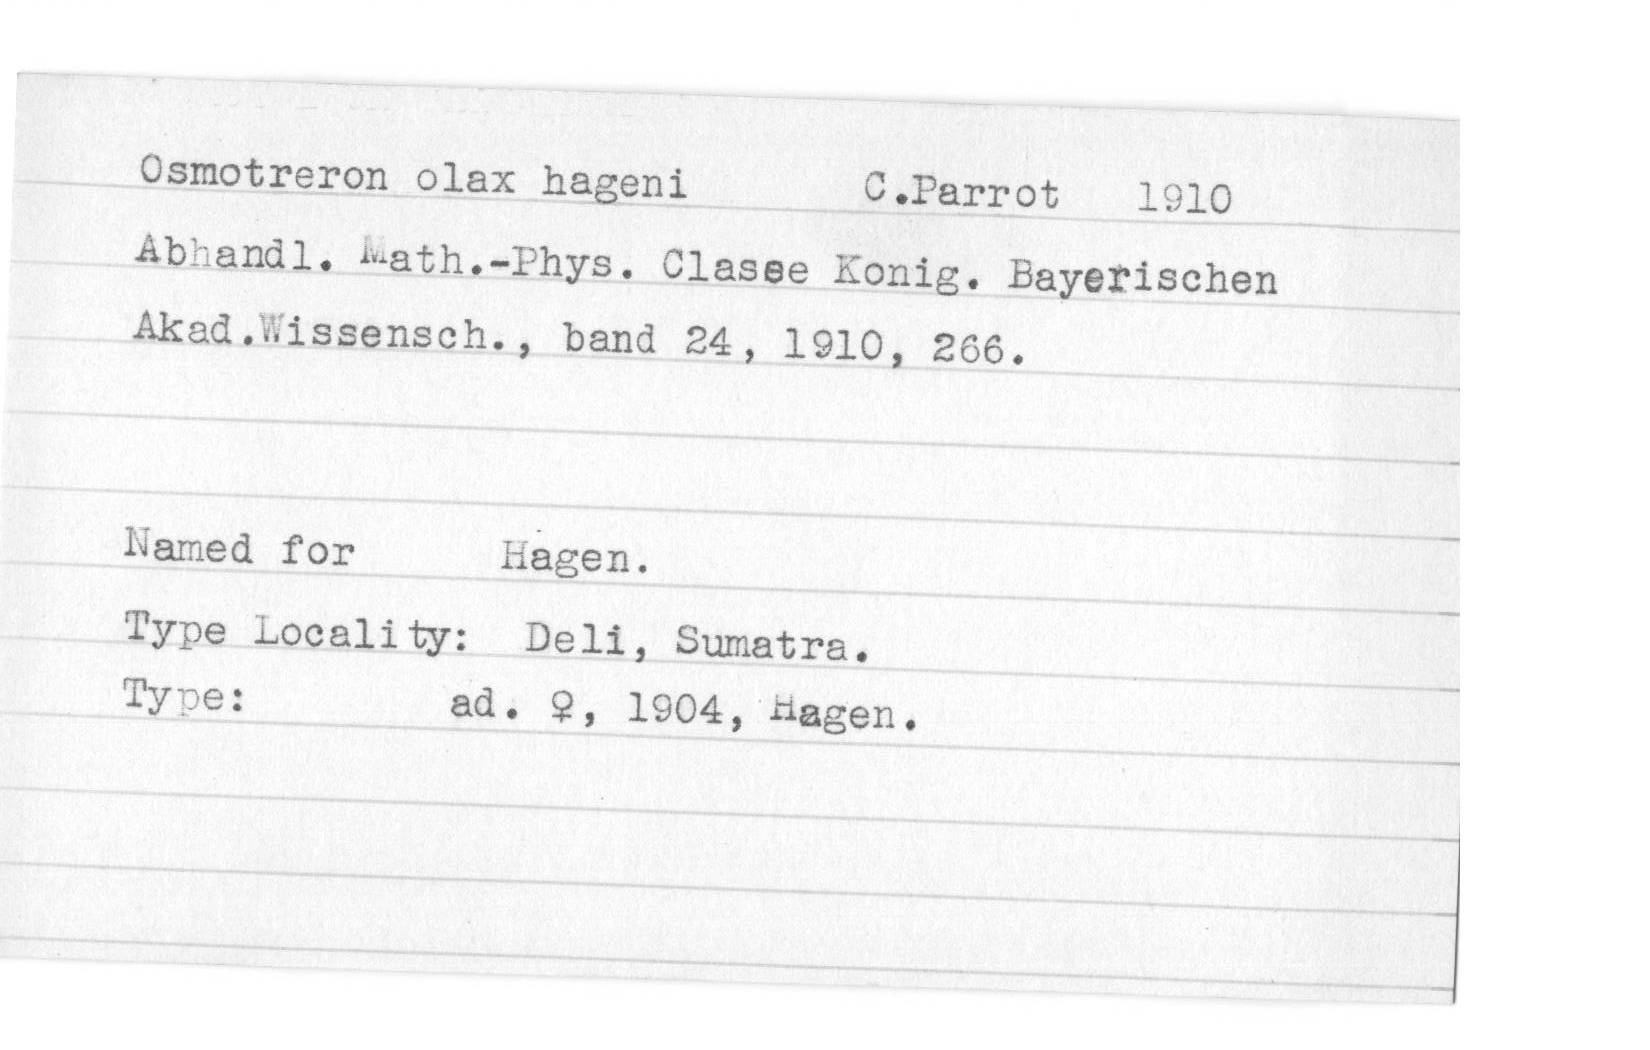 Osmotreron olax hageni C.Parrot 1910
Abhandl. Math.-Phys. Classe Konig. Bayerischen
Akad.Wissensch., band 24, 1910, 266.
Named for Hagen.
Type Locality: Deli, Sumatra.
Type: ad. ♀, 1904, Hagen.